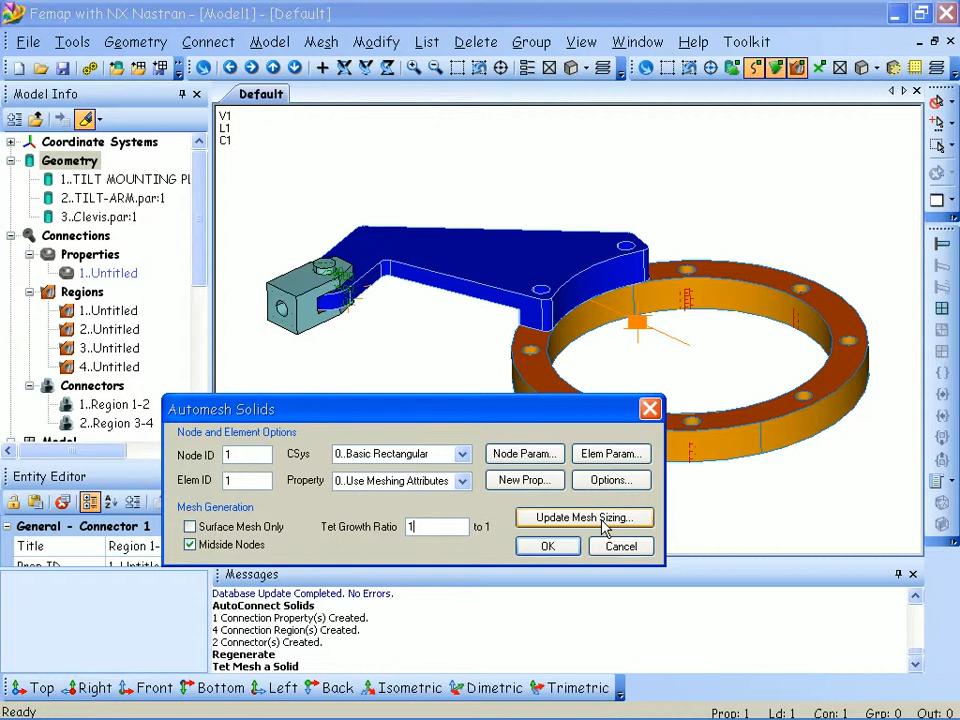 Femap with NX Nastran - [Model1] - [Default]
File Tools Geometry Connect Model Mesh Modify List Delete Group View Window Help Toolkit
Model Info
Default
V1
L1
C1
Coordinate Systems
Geometry
1..TILT MOUNTING Pl
2..TILT-ARM.par:1
3..Clevis.par:1
Connections
Properties
1..Untitled
Regions
1..Untitled
2..Untitled
3..Untitled
4..Untitled
Connectors
1..Region 1-2
2..Region 3-4
Model
Entity Editor
General - Connector 1
Title Region 1-
Automesh Solids
Node and Element Options
Node ID 1 CSys 0..Basic Rectangular Node Param... Elem Param...
Elem ID 1 Property 0..Use Meshing Attributes New Prop... Options...
Mesh Generation
Surface Mesh Only Tet Growth Ratio 1 to 1 Update Mesh Sizing...
Midside Nodes OK Cancel
Messages
Database Update Completed. No Errors.
AutoConnect Solids
1 Connection Property(s) Created.
4 Connection Region(s) Created.
2 Connector(s) Created.
Regenerate
Tet Mesh a Solid
Top Right Front Bottom Left Back Isometric Dimetric Trimetric
Ready Prop: 1 Ld: 1 Con: 1 Grp: 0 Out: 0